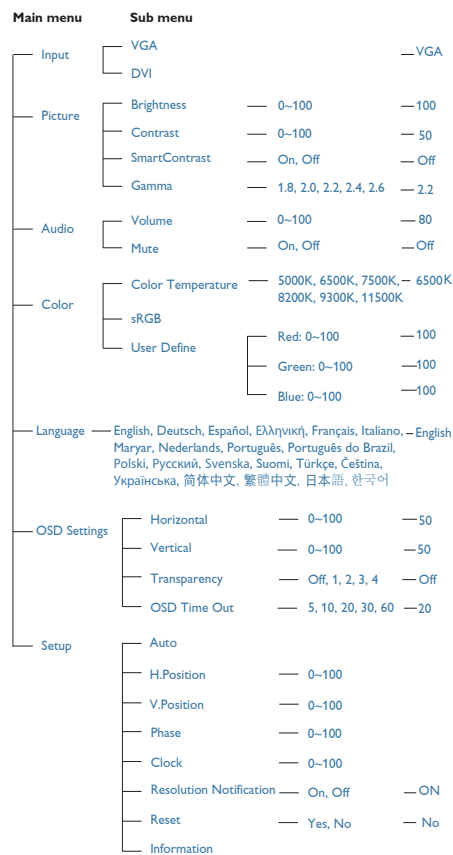 Main menu Sub menu
Input VGA VGA
DVI
Picture Brightness 0~100 100
Contrast 0~100 50
SmartContrast On, Off Off
Gamma 1.8, 2.0, 2.2, 2.4, 2.6 2.2
Audio Volume 0~100 80
Mute On, Off Off
Color Color Temperature 5000K, 6500K, 7500K, 6500K
8200K, 9300K, 11500K
sRGB
User Define Red: 0~100 100
Green: 0~100 100
Blue: 0~100 100
Language English, Deutsch, Español, Ελληνική, Français, Italiano, English
Maryar, Nederlands, Português, Português do Brazil,
Polski, Русский, Svenska, Suomi, Türkçe, Čeština,
Українська, 简体中文, 繁體中文, 日本語, 한국어
OSD Settings Horizontal 0~100 50
Vertical 0~100 50
Transparency Off, 1, 2, 3, 4 Off
OSD Time Out 5, 10, 20, 30, 60 20
Setup Auto
H.Position 0~100
V.Position 0~100
Phase 0~100
Clock 0~100
Resolution Notification On, Off ON
Reset Yes, No No
Information